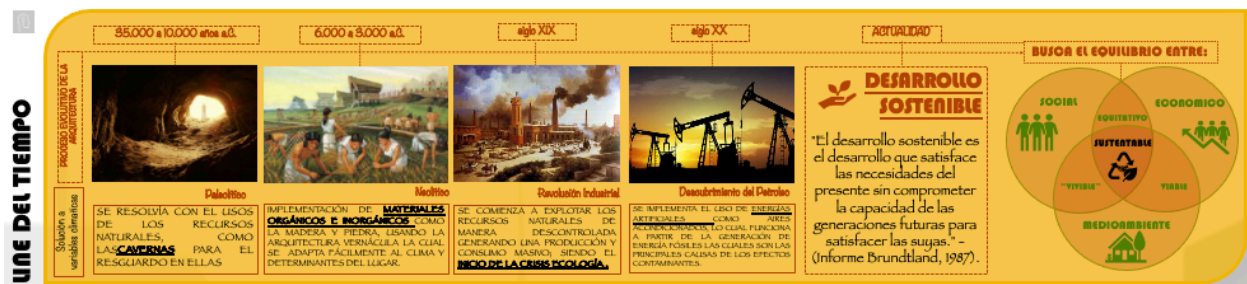 LINE DEL TIEMPO
35.000 a 10.000 años a.C.
6.000 a 3.000 a.C.
siglo XIX
siglo XX
ACTUALIDAD
BUSCA EL EQUILIBRIO ENTRE:
PROCESO EVOLUTIVO DE LA
ARQUITECTURA
Paleolítico
Neolítico
Revolución Industrial
Descubrimiento del Petroleo
Solución a
variables climaticas
SE RESOLVÍA CON EL USOS
DE LOS RECURSOS
NATURALES, COMO
LAS CAVERNAS PARA EL
RESGUARDO EN ELLAS
IMPLEMENTACIÓN DE MATERIALES
ORGÁNICOS E INORGÁNICOS COMO
LA MADERA Y PIEDRA, USANDO LA
ARQUITECTURA VERNÁCULA LA CUAL
SE ADAPTA FÁCILMENTE AL CLIMA Y
DETERMINANTES DEL LUGAR.
SE COMIENZA A EXPLOTAR LOS
RECURSOS NATURALES DE
MANERA DESCONTROLADA
GENERANDO UNA PRODUCCIÓN Y
CONSUMO MASIVO; SIENDO EL
INICIO DE LA CRISIS ECOLOGÍA.
SE IMPLEMENTA EL USO DE ENERGÍAS
ARTIFICIALES COMO AIRES
ACONDICIONADOS, LO CUAL FUNCIONA
A PARTIR DE LA GENERACIÓN DE
ENERGÍA FÓSILES LAS CUALES SON LAS
PRINCIPALES CAUSAS DE LOS EFECTOS
CONTAMINANTES.
DESARROLLO
SOSTENIBLE
"El desarrollo sostenible es
el desarrollo que satisface
las necesidades del
presente sin comprometer
la capacidad de las
generaciones futuras para
satisfacer las suyas." -
(Informe Brundtland, 1987).
SOCIAL
ECONOMICO
EQUITATIVO
SUSTENTABLE
"VIVIBLE"
VIABLE
MEDIOAMBIENTE